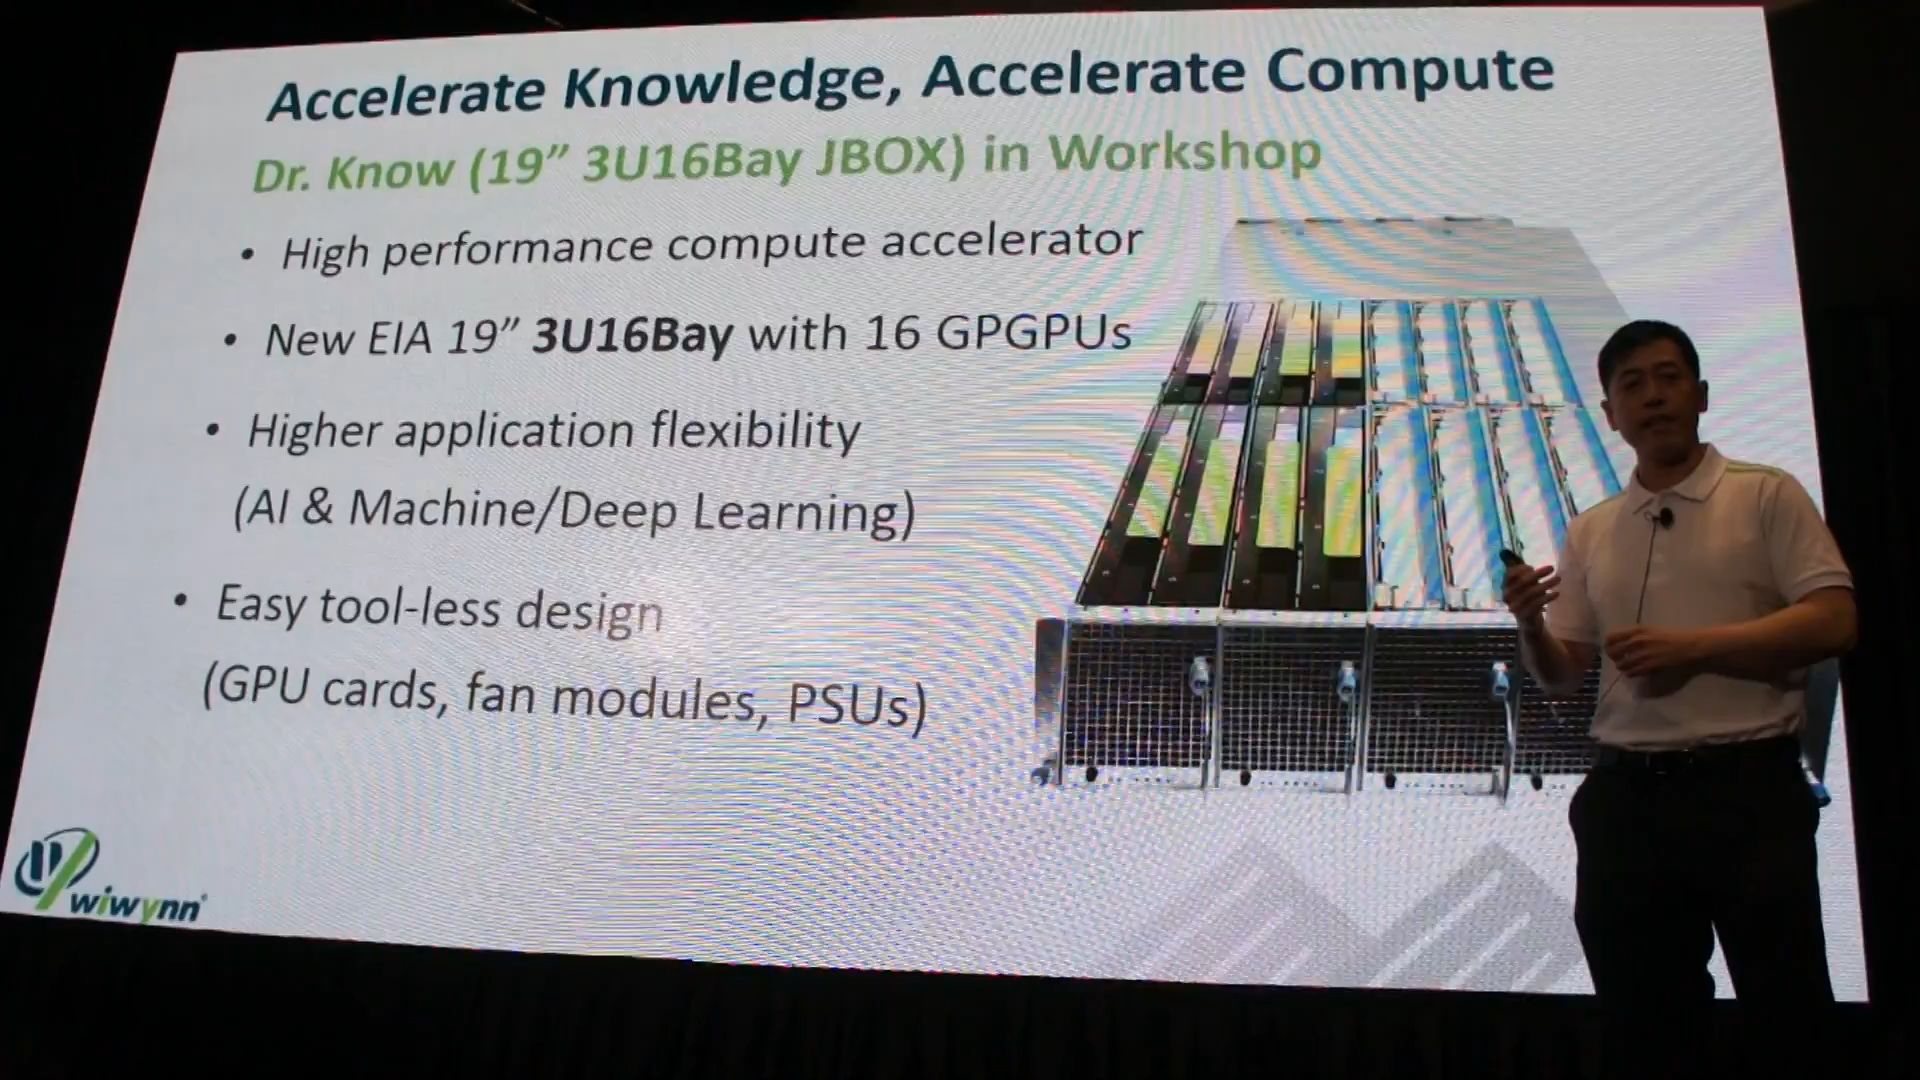 Accelerate Knowledge, Accelerate Compute
Dr. Know (19” 3U16Bay JBOX) in Workshop
• High performance compute accelerator
• New EIA 19” 3U16Bay with 16 GPGPUs
• Higher application flexibility
(AI & Machine/Deep Learning)
• Easy tool-less design
(GPU cards, fan modules, PSUs)
wiwynn®